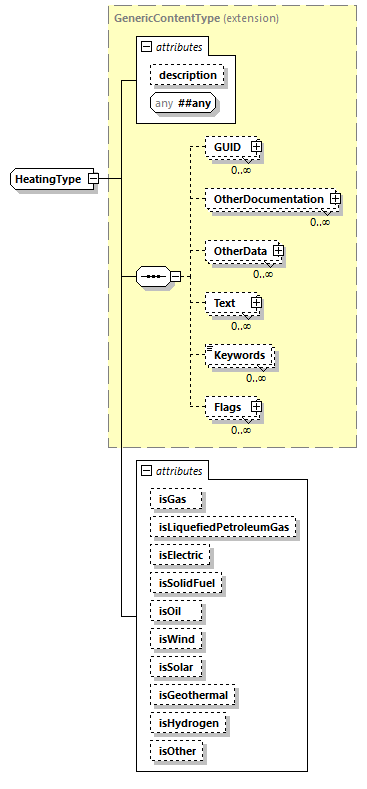 GenericContentType (extension)
attributes
description
any ##any
HeatingType
GUID
0..∞
OtherDocumentation
0..∞
OtherData
0..∞
Text
0..∞
Keywords
0..∞
Flags
0..∞
attributes
isGas
isLiquefiedPetroleumGas
isElectric
isSolidFuel
isOil
isWind
isSolar
isGeothermal
isHydrogen
isOther